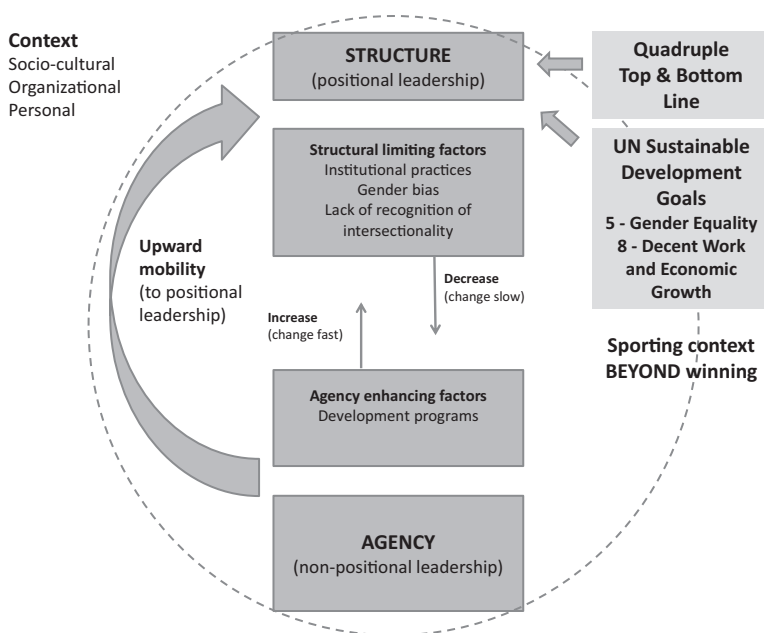 Context
Socio-cultural
Organizational
Personal
STRUCTURE
(positional leadership)
Quadruple
Top & Bottom
Line
Structural limiting factors
Institutional practices
Gender bias
Lack of recognition of
intersectionality
UN Sustainable
Development
Goals
5 - Gender Equality
8 - Decent Work
and Economic
Growth
Upward
mobility
(to positional
leadership)
Decrease
(change slow)
Increase
(change fast)
Sporting context
BEYOND winning
Agency enhancing factors
Development programs
AGENCY
(non-positional leadership)